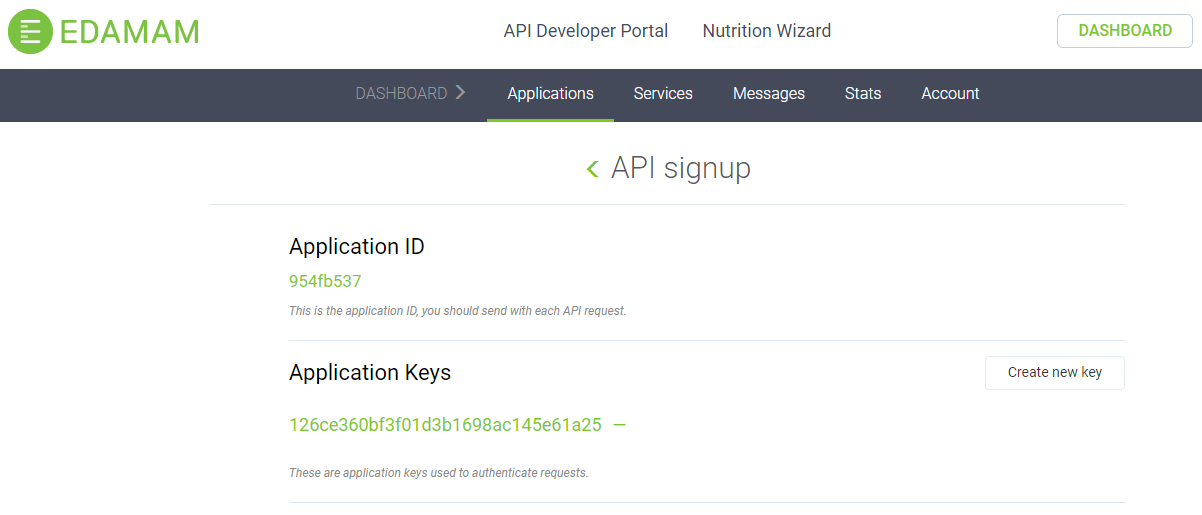 EDAMAM
API Developer Portal Nutrition Wizard DASHBOARD
DASHBOARD Applications Services Messages Stats Account
API signup
Application ID
954fb537
This is the application ID, you should send with each API request.
Application Keys Create new key
126ce360bf3f01d3b1698ac145e61a25 –
These are application keys used to authenticate requests.